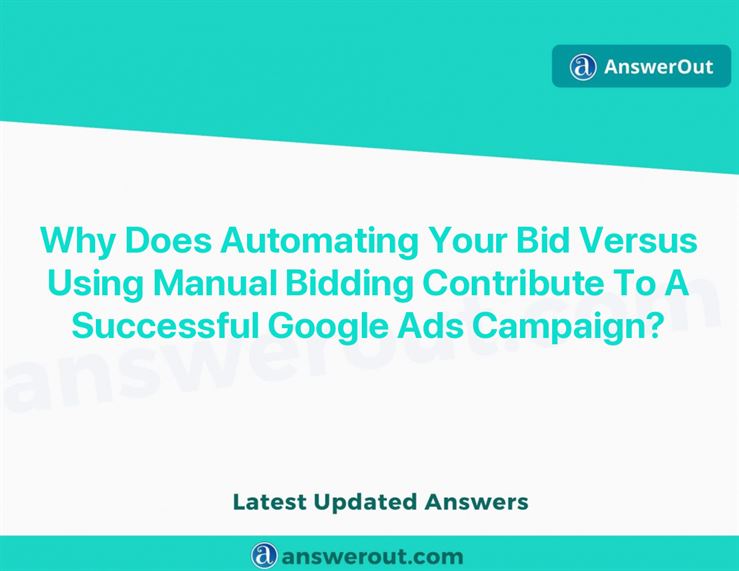 AnswerOut
Why Does Automating Your Bid Versus
Using Manual Bidding Contribute To A
Successful Google Ads Campaign?
answerout.com
Latest Updated Answers
answerout.com